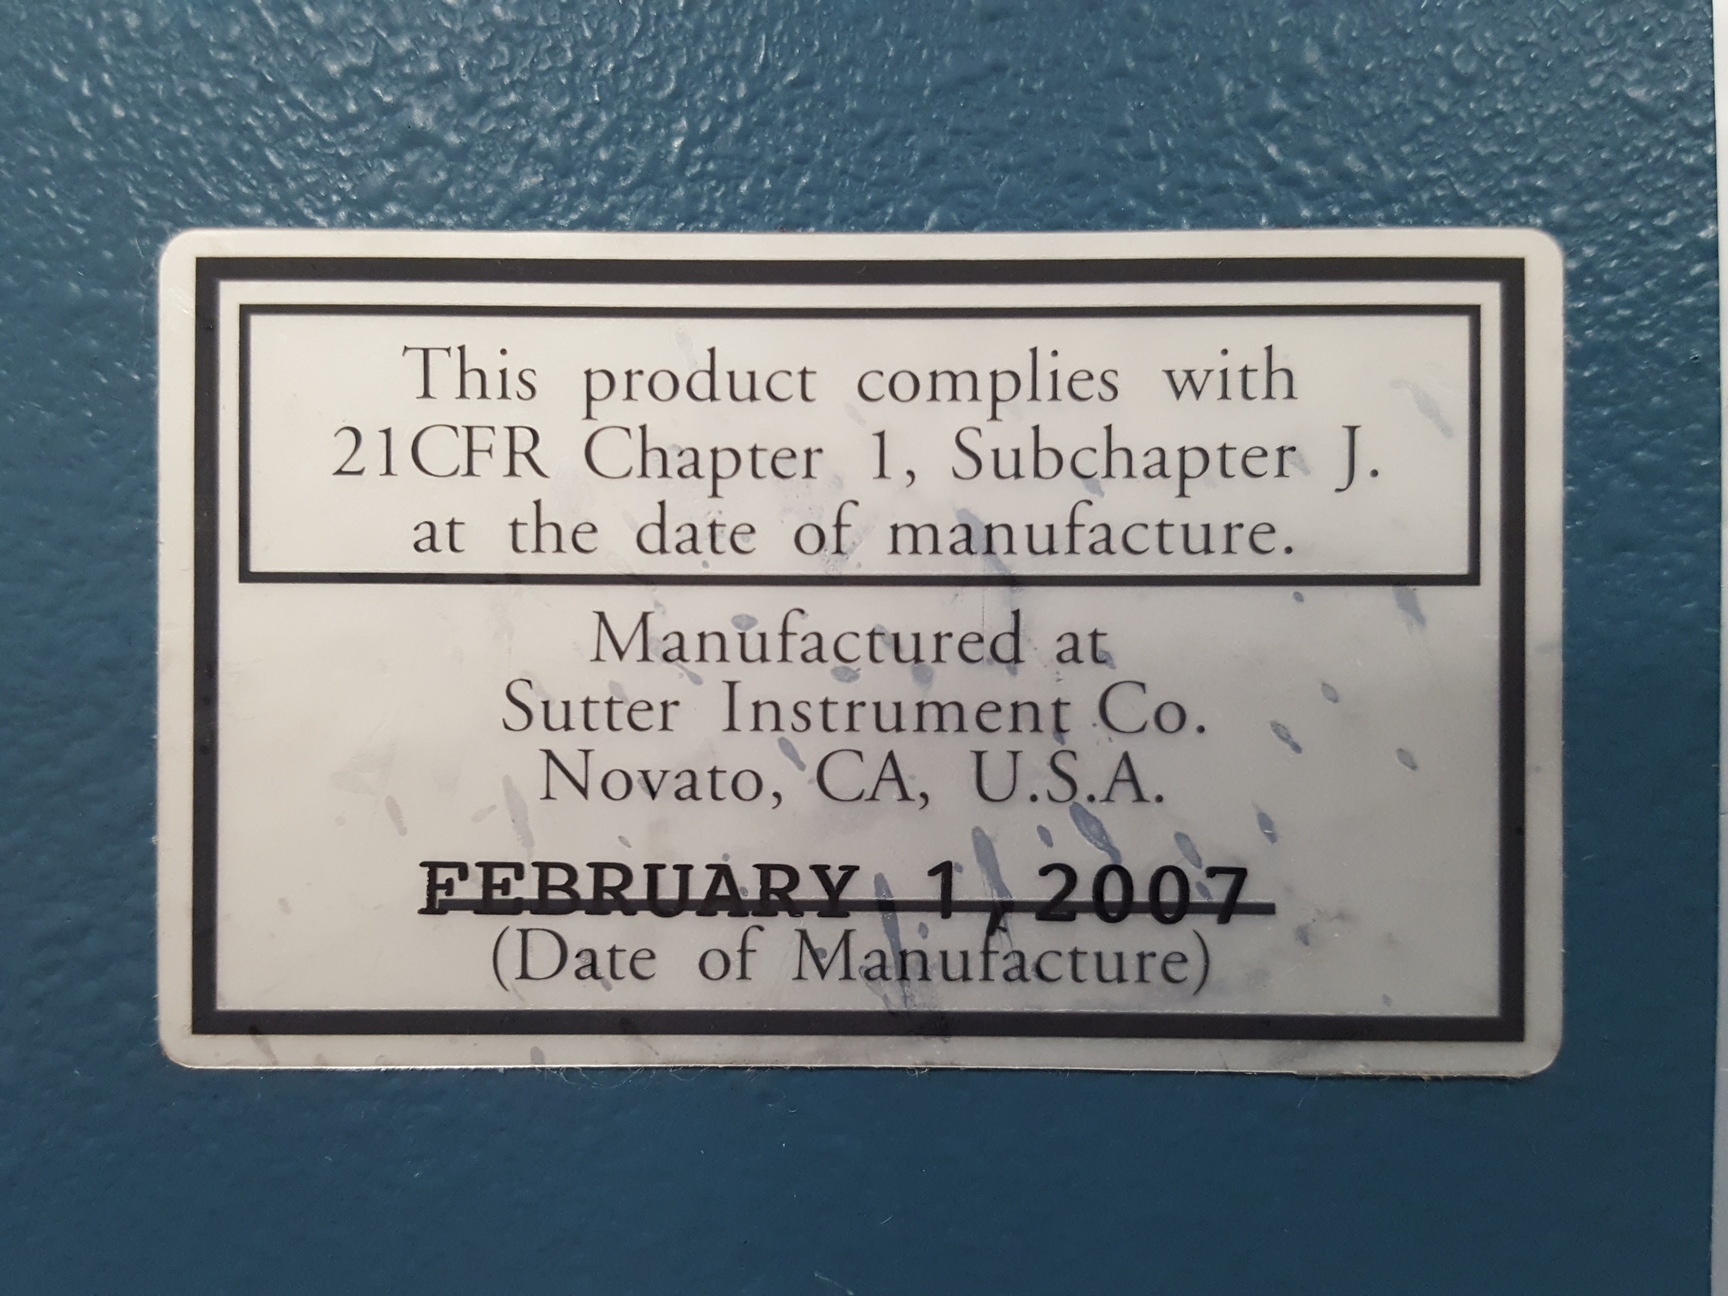 This product complies with
21CFR Chapter 1, Subchapter J.
at the date of manufacture.
Manufactured at
Sutter Instrument Co.
Novato, CA, U.S.A.
FEBRUARY 1, 2007
(Date of Manufacture)